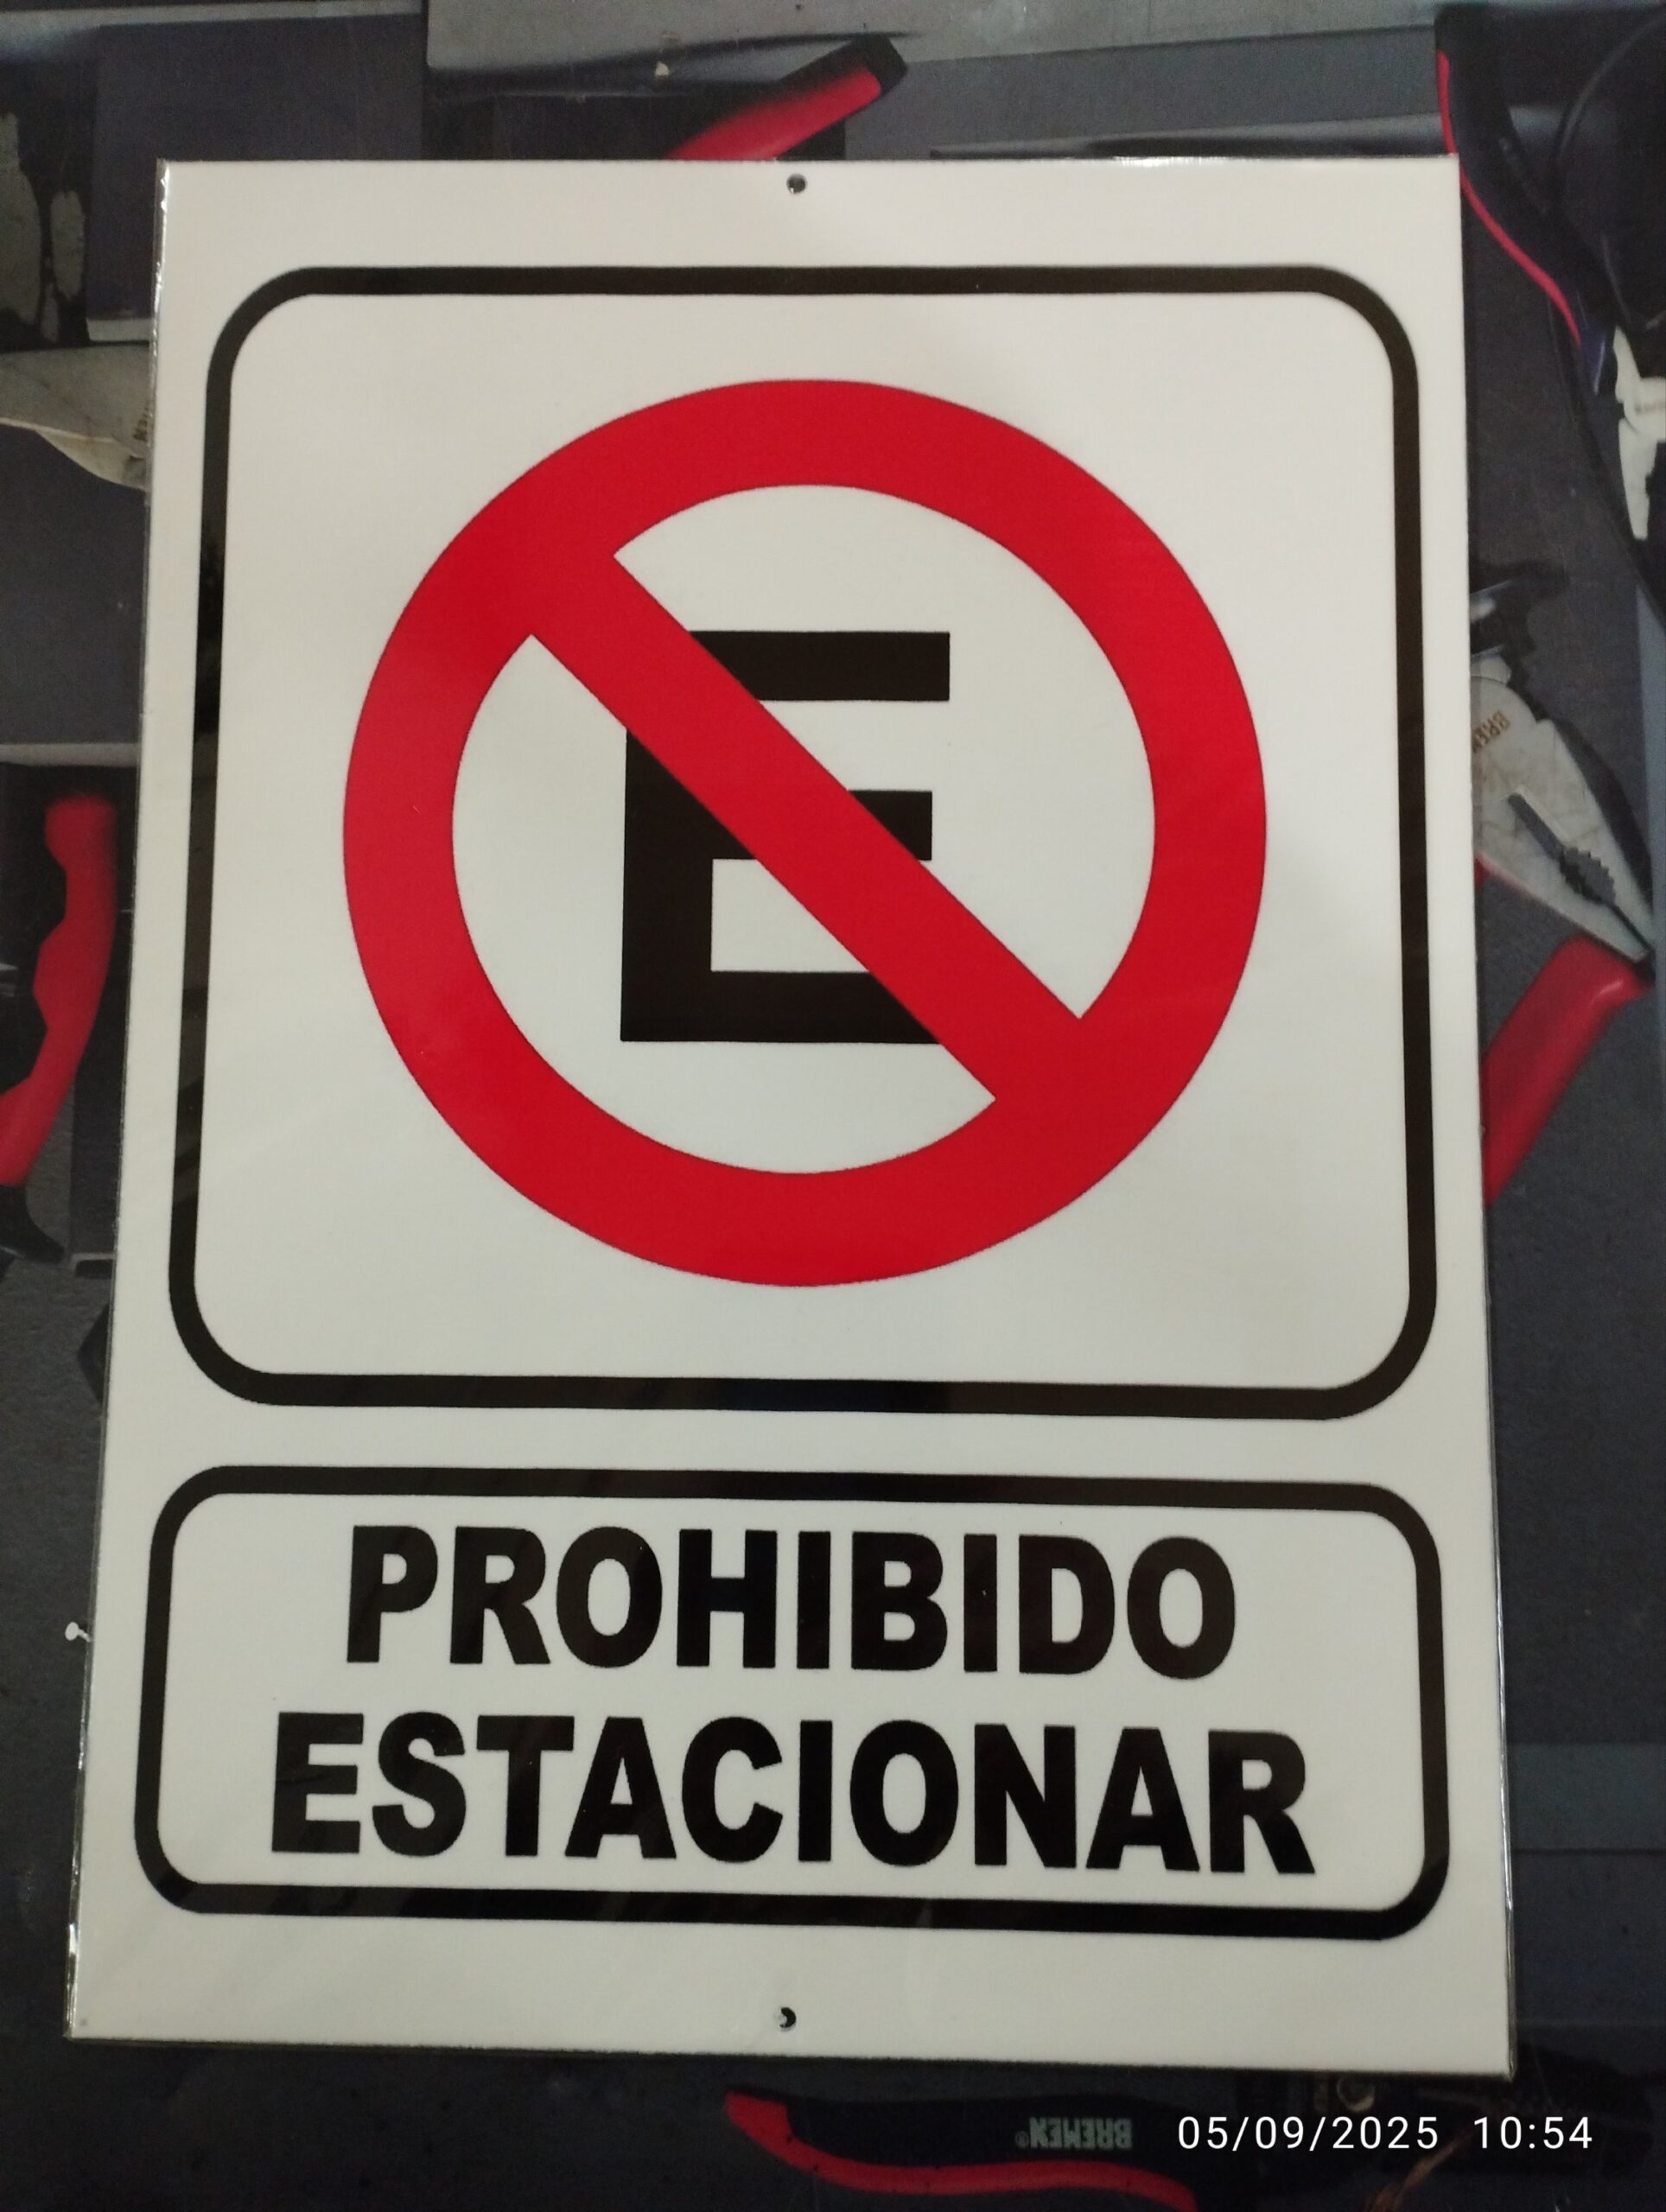 E
PROHIBIDO
ESTACIONAR
BREMEN®
05/09/2025 10:54